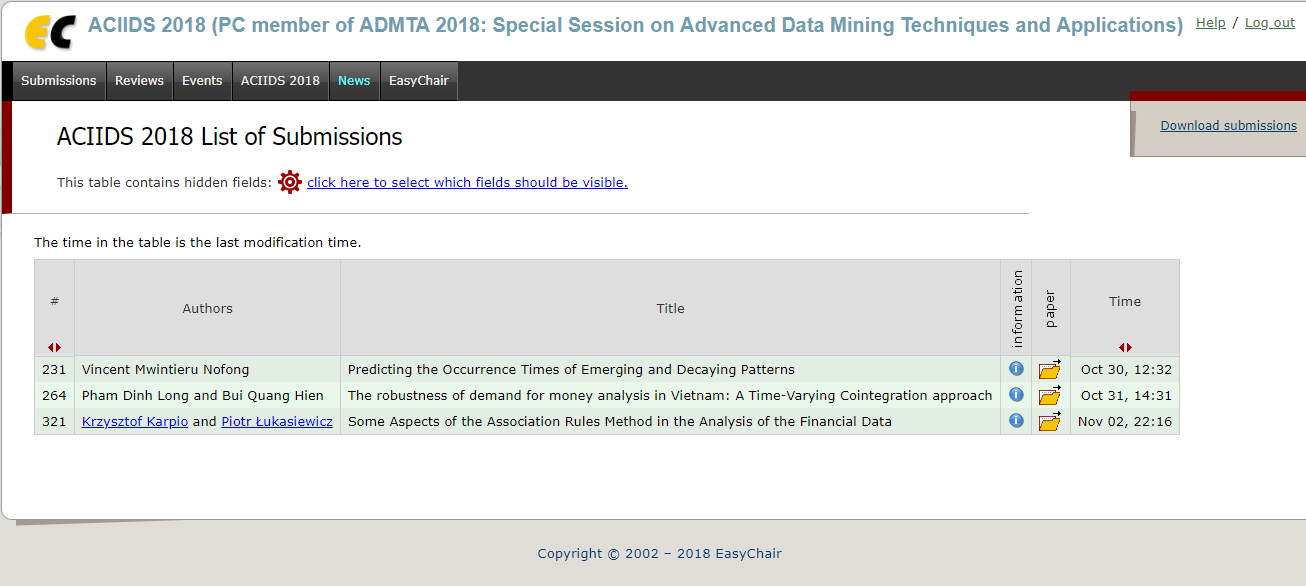 EC ACIIDS 2018 (PC member of ADMTA 2018: Special Session on Advanced Data Mining Techniques and Applications) Help / Log out
Submissions Reviews Events ACIIDS 2018 News EasyChair
Download submissions
ACIIDS 2018 List of Submissions
This table contains hidden fields: click here to select which fields should be visible.
The time in the table is the last modification time.
# Authors Title information paper Time
231 Vincent Mwintieru Nofong Predicting the Occurrence Times of Emerging and Decaying Patterns i Oct 30, 12:32
264 Pham Dinh Long and Bui Quang Hien The robustness of demand for money analysis in Vietnam: A Time-Varying Cointegration approach i Oct 31, 14:31
321 Krzysztof Karpio and Piotr Łukasiewicz Some Aspects of the Association Rules Method in the Analysis of the Financial Data i Nov 02, 22:16
Copyright © 2002 – 2018 EasyChair